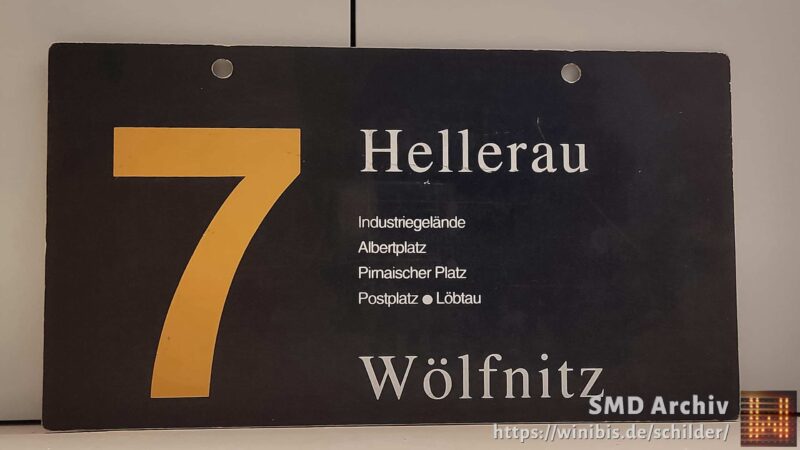 7
Hellerau
Industriegelände
Albertplatz
Pirnaischer Platz
Postplatz ● Löbtau
Wölfnitz
SMD Archiv
https://winibis.de/schilder/